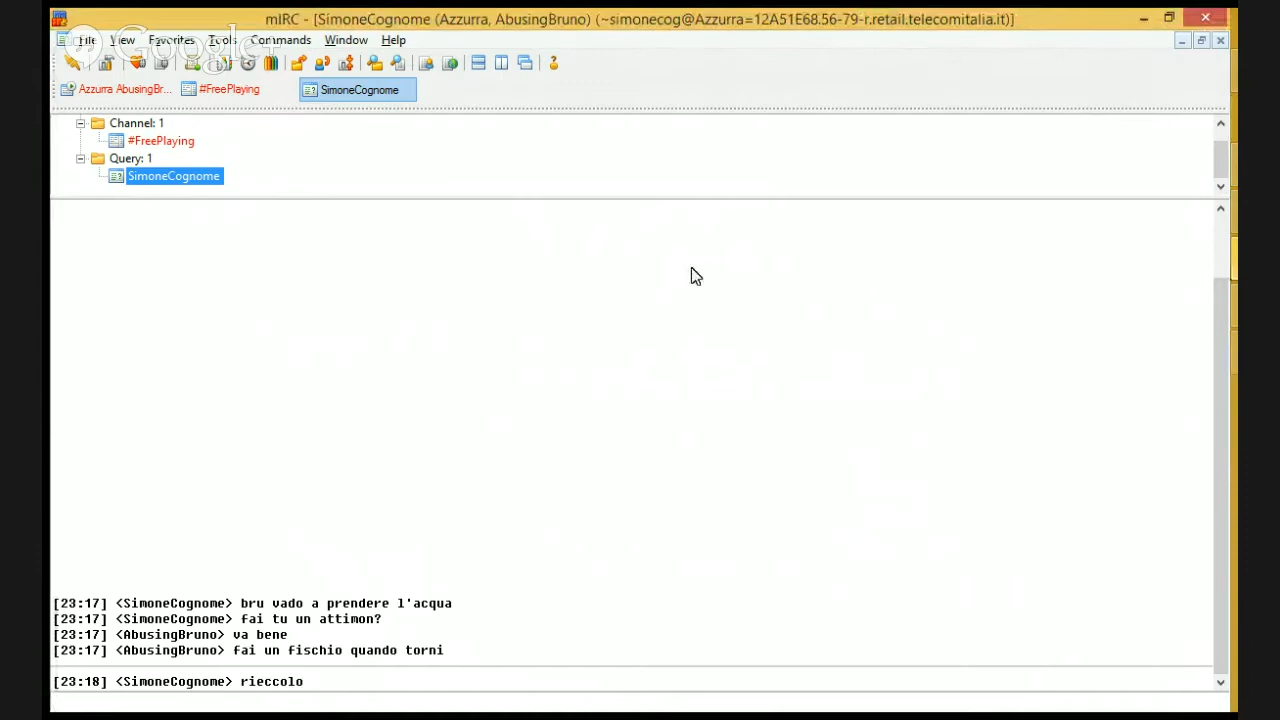 mIRC - [SimoneCognome (Azzurra, AbusingBruno) (~simonecog@Azzurra=12A51E68.56-79-r.retail.telecomitalia.it)]
File View Favorites Tools Commands Window Help
Google+
Azzurra AbusingBr... #FreePlaying SimoneCognome
Channel: 1
#FreePlaying
Query: 1
SimoneCognome
[23:17] <SimoneCognome> bru vado a prendere l'acqua
[23:17] <SimoneCognome> fai tu un attimon?
[23:17] <AbusingBruno> va bene
[23:17] <AbusingBruno> fai un fischio quando torni
[23:18] <SimoneCognome> rieccolo